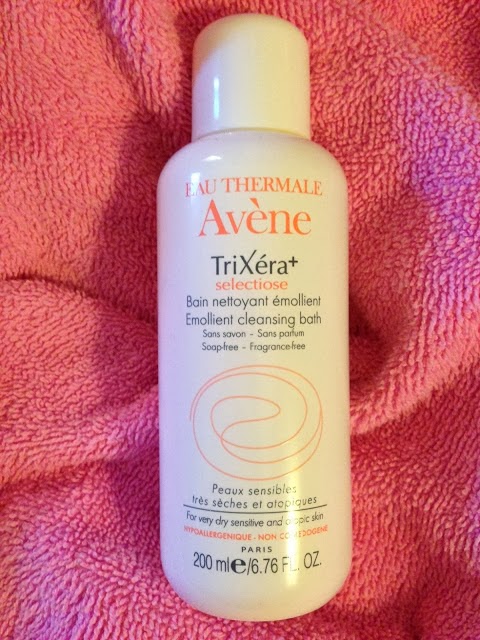 EAU THERMALE
Avène
TriXéra+
selectiose
Bain nettoyant émollient
Emollient cleansing bath
Sans savon - Sans parfum
Soap-free - Fragrance-free
Peaux sensibles
très sèches et atopiques
For very dry sensitive and atopic skin
HYPOALLERGÉNIQUE - NON COMÉDOGÈNE
PARIS
200 ml e/6.76 FL. OZ.